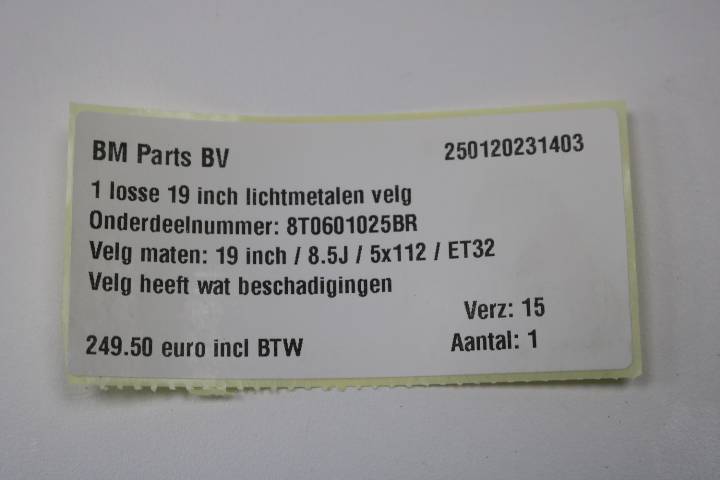 BM Parts BV 250120231403
1 losse 19 inch lichtmetalen velg
Onderdeelnummer: 8T0601025BR
Velg maten: 19 inch / 8.5J / 5x112 / ET32
Velg heeft wat beschadigingen
Verz: 15
249.50 euro incl BTW Aantal: 1